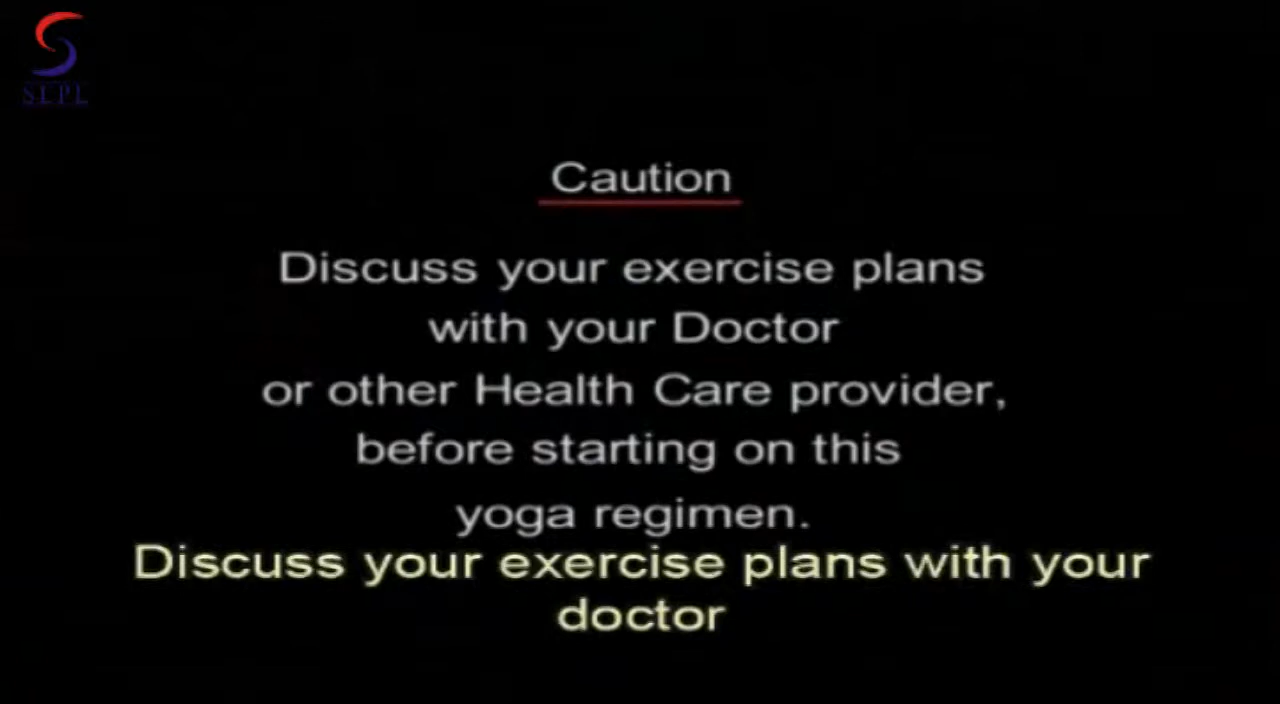 SEPL
Caution
Discuss your exercise plans
with your Doctor
or other Health Care provider,
before starting on this
yoga regimen.
Discuss your exercise plans with your
doctor